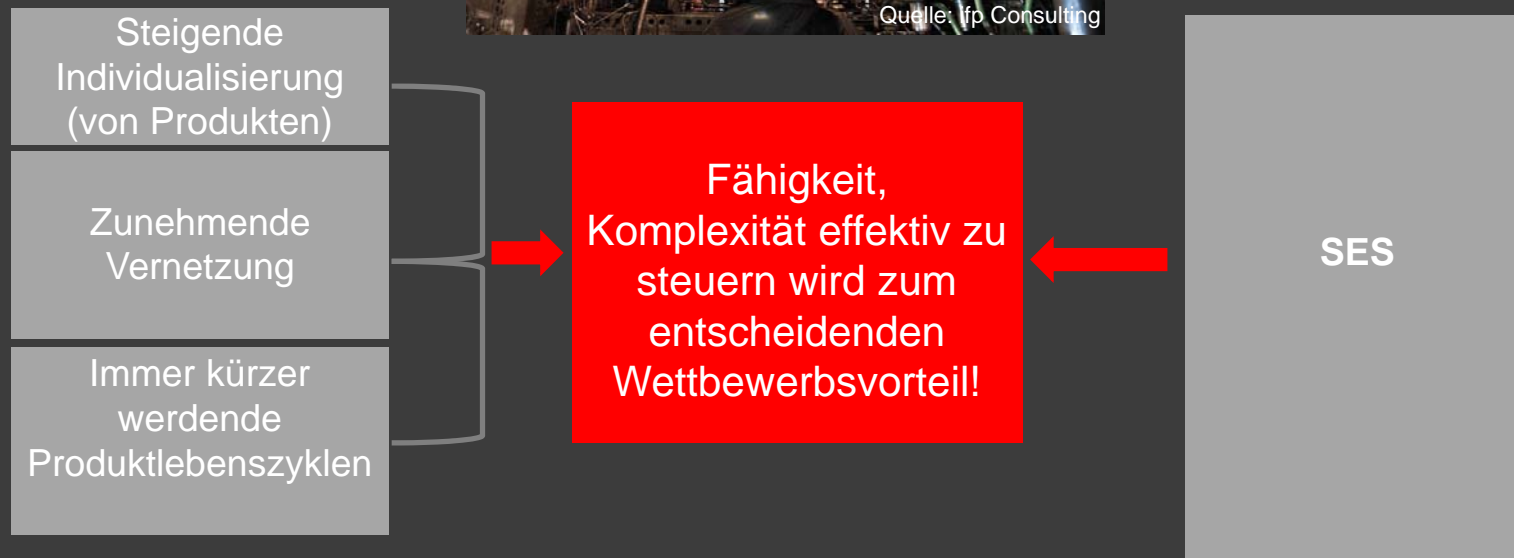 Quelle: lfp Consulting
Steigende
Individualisierung
(von Produkten)
Zunehmende
Vernetzung
Immer kürzer
werdende
Produktlebenszyklen
Fähigkeit,
Komplexität effektiv zu
steuern wird zum
entscheidenden
Wettbewerbsvorteil!
SES